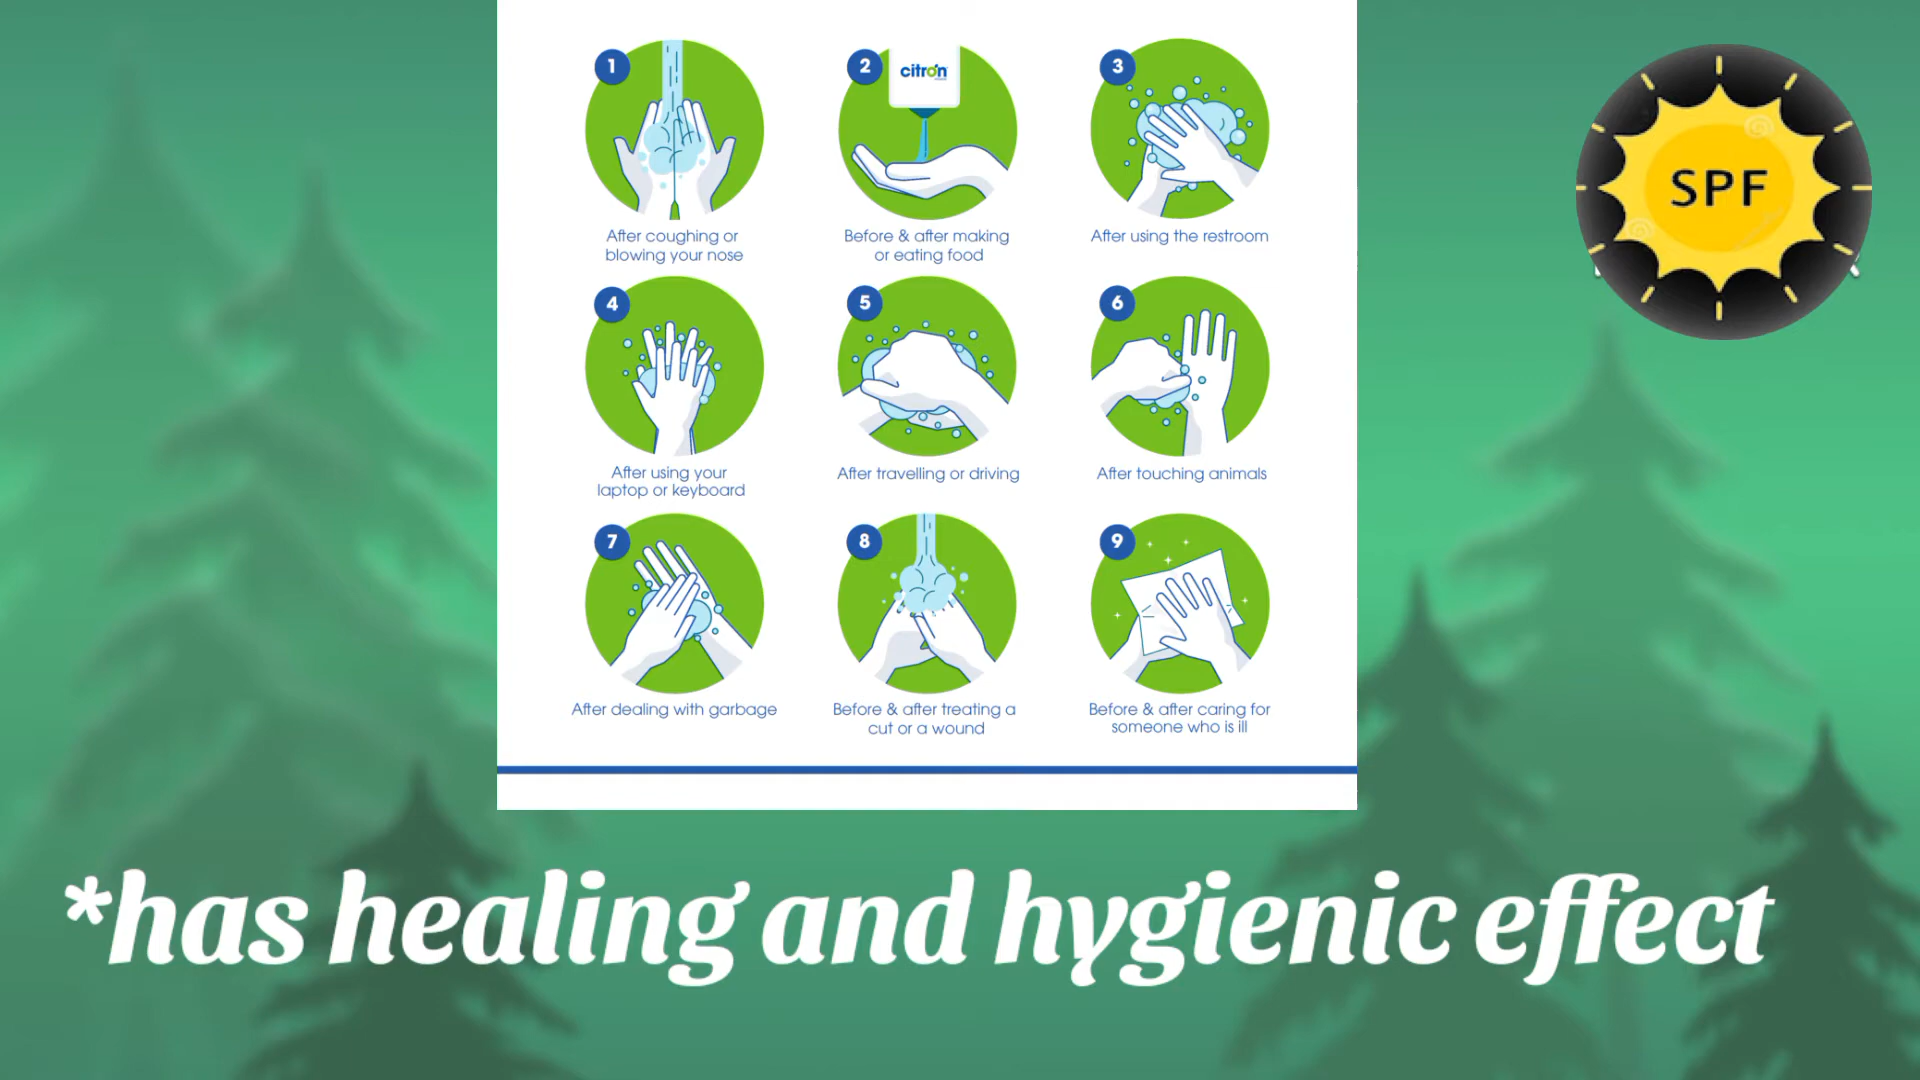 1
2
citrón
3
After coughing or
blowing your nose
Before & after making
or eating food
After using the restroom
4
5
6
After using your
laptop or keyboard
After travelling or driving
After touching animals
7
8
9
After dealing with garbage
Before & after treating a
cut or a wound
Before & after caring for
someone who is ill
SPF
*has healing and hygienic effect